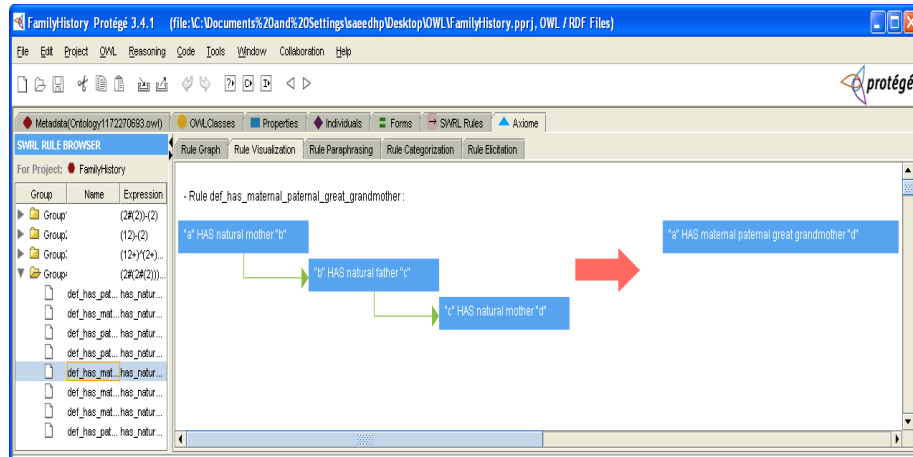 FamilyHistory Protégé 3.4.1 (file:\C:\Documents%20and%20Settings\saeedhp\Desktop\OWL\FamilyHistory.pprj, OWL / RDF Files)
File Edit Project OWL Reasoning Code Tools Window Collaboration Help
protégé
Metadata(Ontology1172270693.owl) OWLClasses Properties Individuals Forms SWRL Rules Axiome
SWRL RULE BROWSER
Rule Graph Rule Visualization Rule Paraphrasing Rule Categorization Rule Elicitation
For Project: FamilyHistory
Group Name Expression
- Rule def_has_maternal_paternal_great_grandmother :
Group (2#(2))-(2)
Group (12)-(2)
Group (12+)^(2+)...
Group (2#(2#(2)))...
"a" HAS natural mother "b"
"a" HAS maternal paternal great grandmother "d"
"b" HAS natural father "c"
"c" HAS natural mother "d"
def_has_pat... has_natur...
def_has_mat... has_natur...
def_has_pat... has_natur...
def_has_pat... has_natur...
def_has_mat... has_natur...
def_has_mat... has_natur...
def_has_mat... has_natur...
def_has_pat... has_natur...